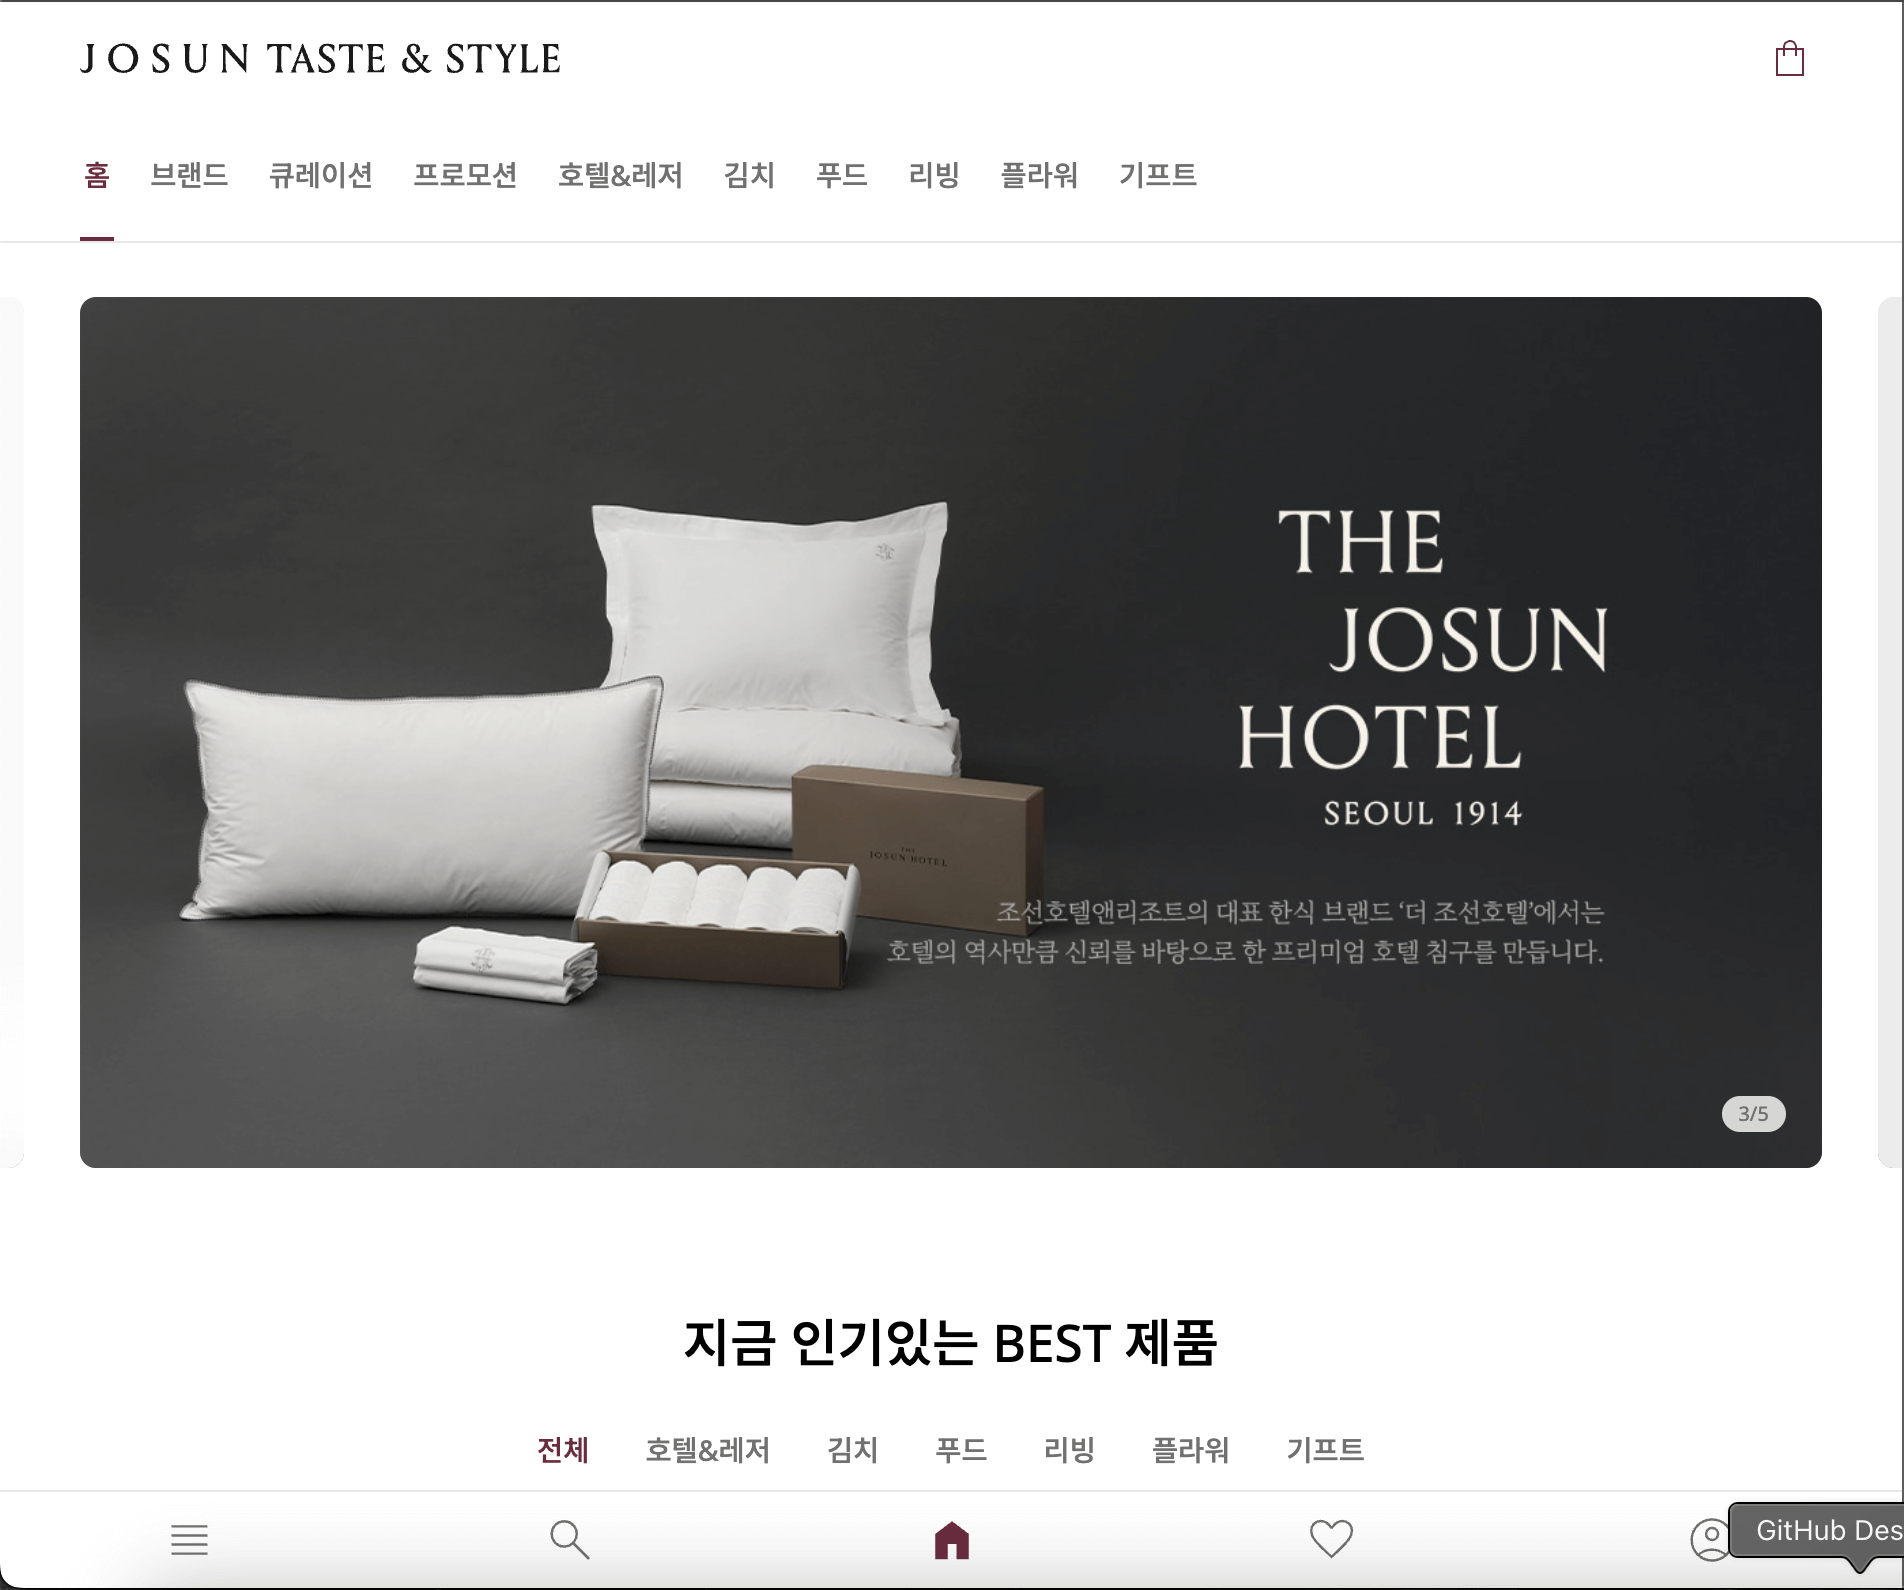 JOSUN TASTE & STYLE
홈 브랜드 큐레이션 프로모션 호텔&레저 김치 푸드 리빙 플라워 기프트
THE
JOSUN
HOTEL
SEOUL 1914
THE
JOSUN HOTEL
조선호텔앤리조트의 대표 한식 브랜드 ‘더 조선호텔’에서는
호텔의 역사만큼 신뢰를 바탕으로 한 프리미엄 호텔 침구를 만듭니다.
3/5
지금 인기있는 BEST 제품
전체 호텔&레저 김치 푸드 리빙 플라워 기프트
GitHub Des